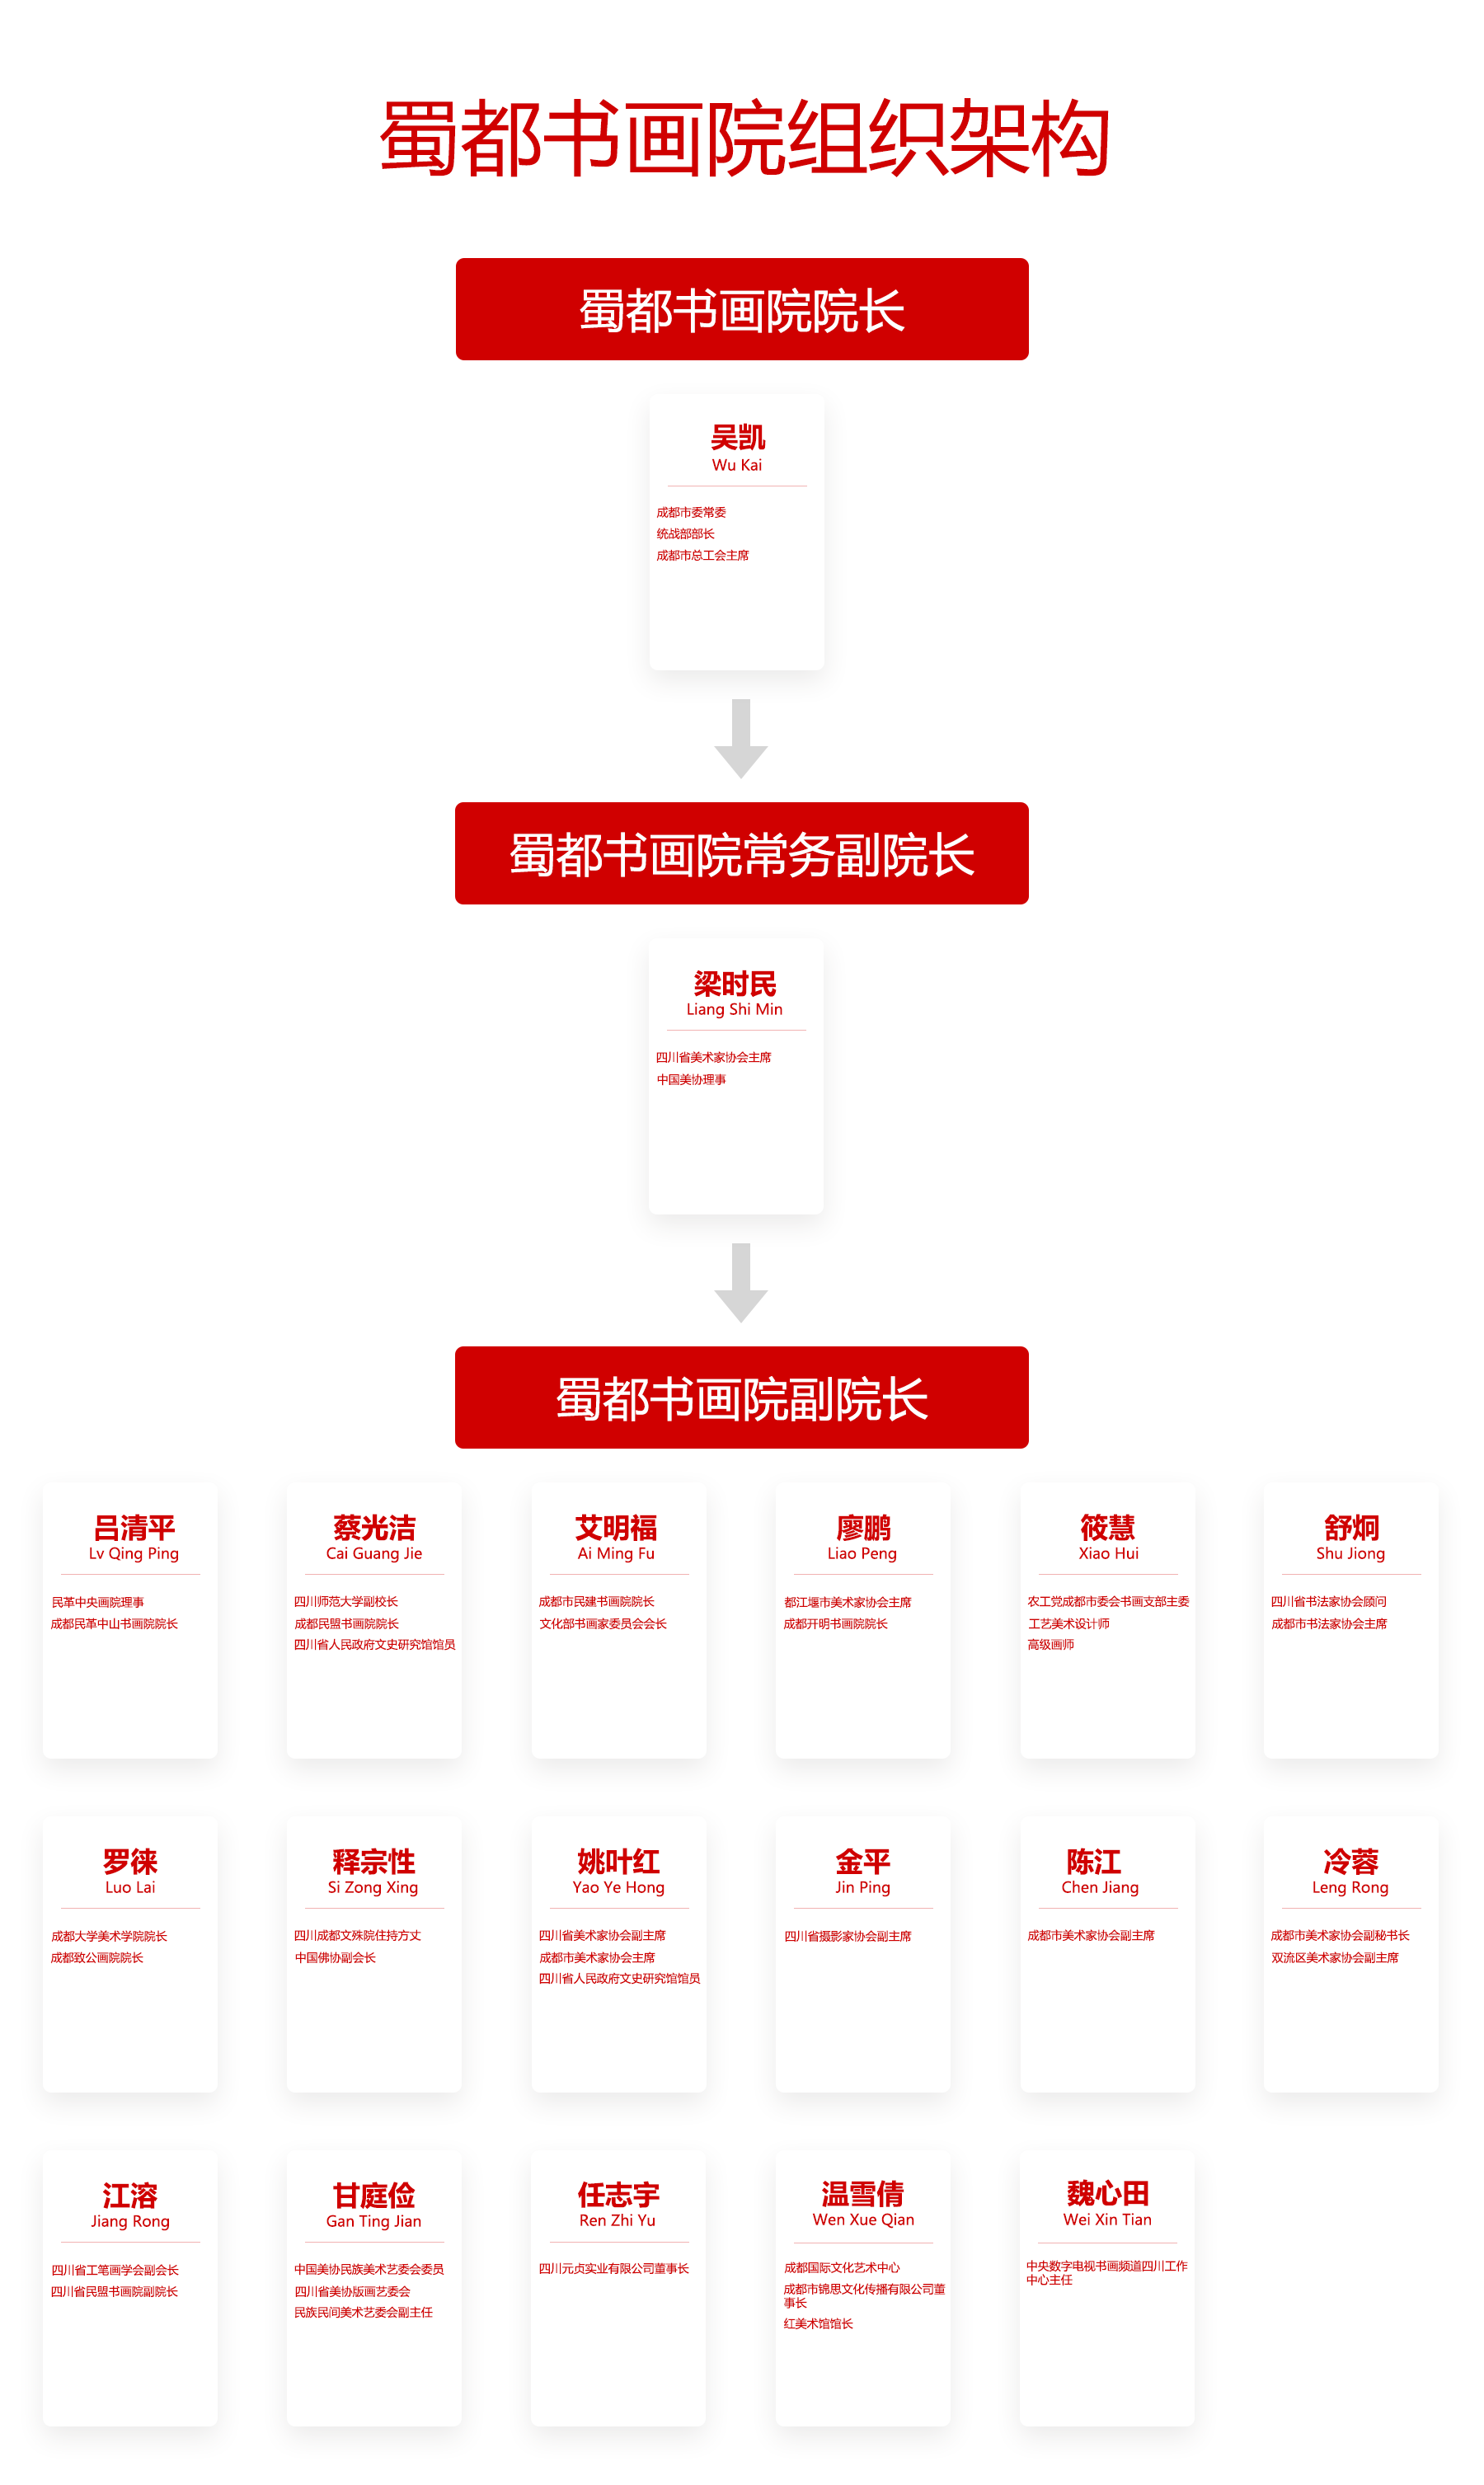 蜀都书画院组织架构
蜀都书画院院长
吴凯
Wu Kai
成都市委常委
统战部部长
成都市总工会主席
蜀都书画院常务副院长
梁时民
Liang Shi Min
四川省美术家协会主席
中国美协理事
蜀都书画院副院长
吕清平
Lv Qing Ping
民革中央画院理事
成都民革中山书画院院长
蔡光洁
Cai Guang Jie
四川师范大学副校长
成都民盟书画院院长
四川省人民政府文史研究馆馆员
艾明福
Ai Ming Fu
成都市民建书画院院长
文化部书画家委员会会长
廖鹏
Liao Peng
都江堰市美术家协会主席
成都开明书画院院长
筱慧
Xiao Hui
农工党成都市委会书画支部主委
工艺美术设计师
高级画师
舒炯
Shu Jiong
四川省书法家协会顾问
成都市书法家协会主席
罗徕
Luo Lai
成都大学美术学院院长
成都致公画院院长
释宗性
Si Zong Xing
四川成都文殊院住持方丈
中国佛协副会长
姚叶红
Yao Ye Hong
四川省美术家协会副主席
成都市美术家协会主席
四川省人民政府文史研究馆馆员
金平
Jin Ping
四川省摄影家协会副主席
陈江
Chen Jiang
成都市美术家协会副主席
冷蓉
Leng Rong
成都市美术家协会副秘书长
双流区美术家协会副主席
江溶
Jiang Rong
四川省工笔画学会副会长
四川省民盟书画院副院长
甘庭俭
Gan Ting Jian
中国美协民族美术艺委会委员
四川省美协版画艺委会
民族民间美术艺委会副主任
任志宇
Ren Zhi Yu
四川元贞实业有限公司董事长
温雪倩
Wen Xue Qian
成都国际文化艺术中心
成都市锦思文化传播有限公司董
事长
红美术馆馆长
魏心田
Wei Xin Tian
中央数字电视书画频道四川工作
中心主任